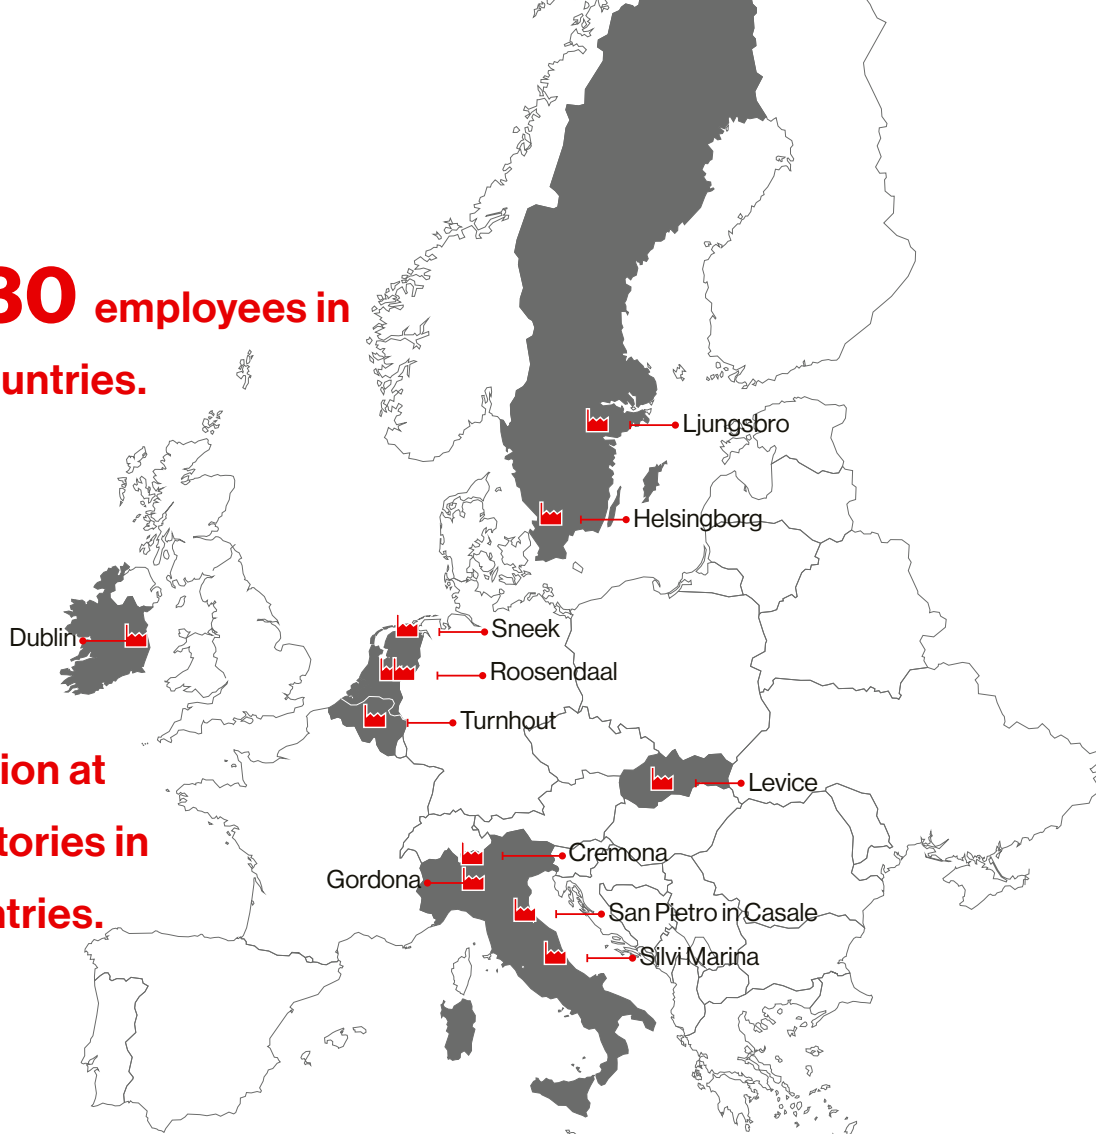 30 employees in
untries.
Ljungsbro
Helsingborg
Dublin
Sneek
Roosendaal
Turnhout
ion at
Levice
tories in
Cremona
Gordona
ntries.
San Pietro in Casale
Silvi Marina